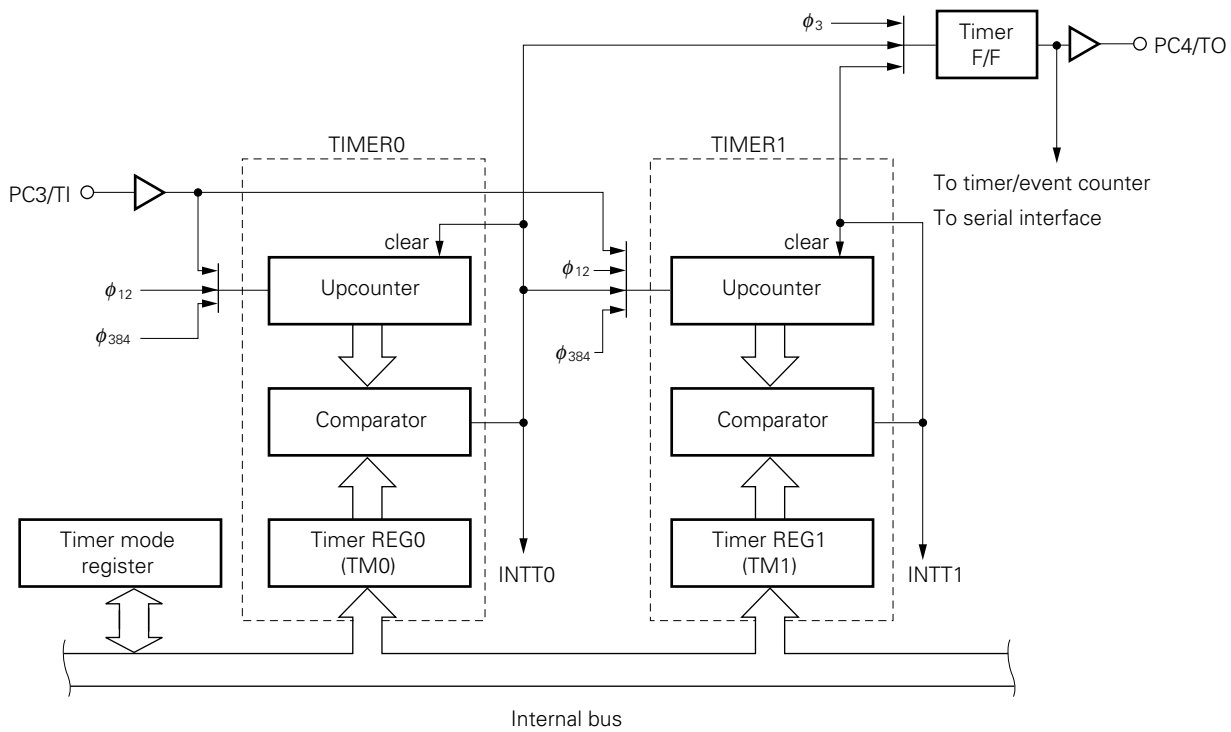 ϕ3
Timer
F/F
PC4/TO
TIMER0
TIMER1
PC3/TI
To timer/event counter
To serial interface
clear
clear
Upcounter
ϕ12
Upcounter
ϕ12
ϕ384
ϕ384
Comparator
Comparator
Timer mode
register
Timer REG0
(TM0)
Timer REG1
(TM1)
INTT0
INTT1
Internal bus